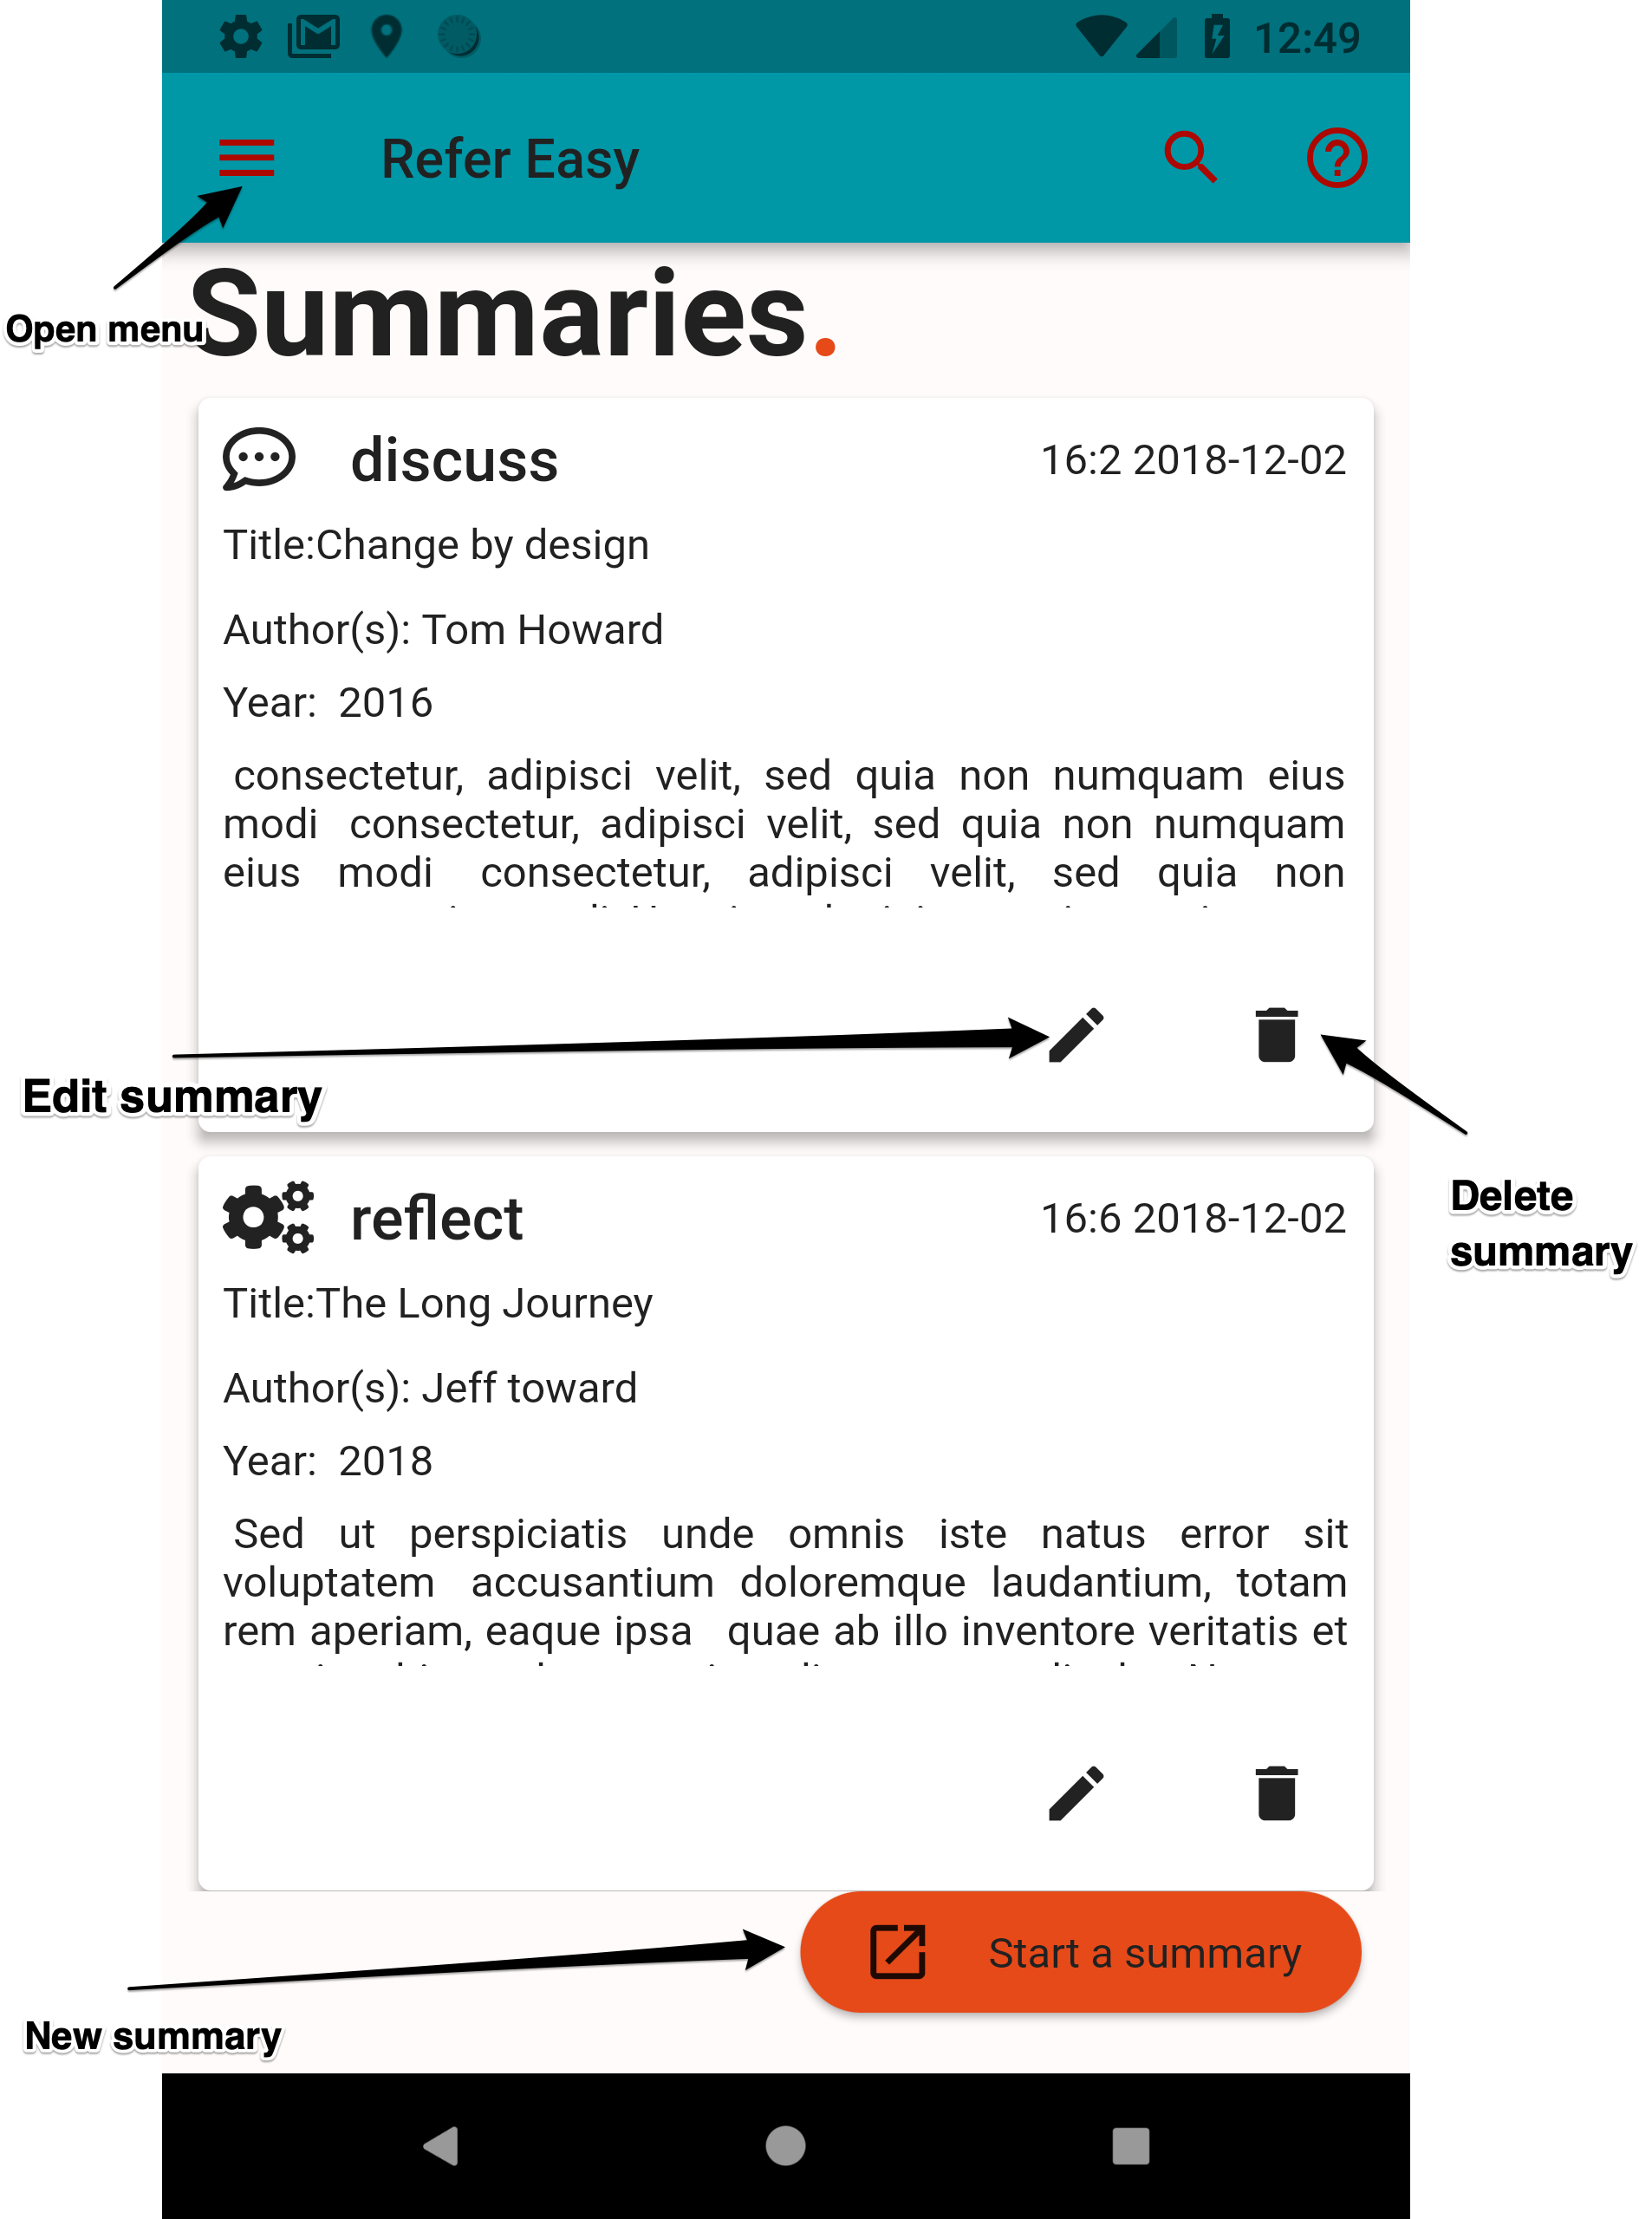 12:49
Refer Easy
Open menu
Summaries.
discuss 16:2 2018-12-02
Title:Change by design
Author(s): Tom Howard
Year: 2016
consectetur, adipisci velit, sed quia non numquam eius
modi consectetur, adipisci velit, sed quia non numquam
eius modi consectetur, adipisci velit, sed quia non
Edit summary
Delete
summary
reflect 16:6 2018-12-02
Title:The Long Journey
Author(s): Jeff toward
Year: 2018
Sed ut perspiciatis unde omnis iste natus error sit
voluptatem accusantium doloremque laudantium, totam
rem aperiam, eaque ipsa quae ab illo inventore veritatis et
Start a summary
New summary